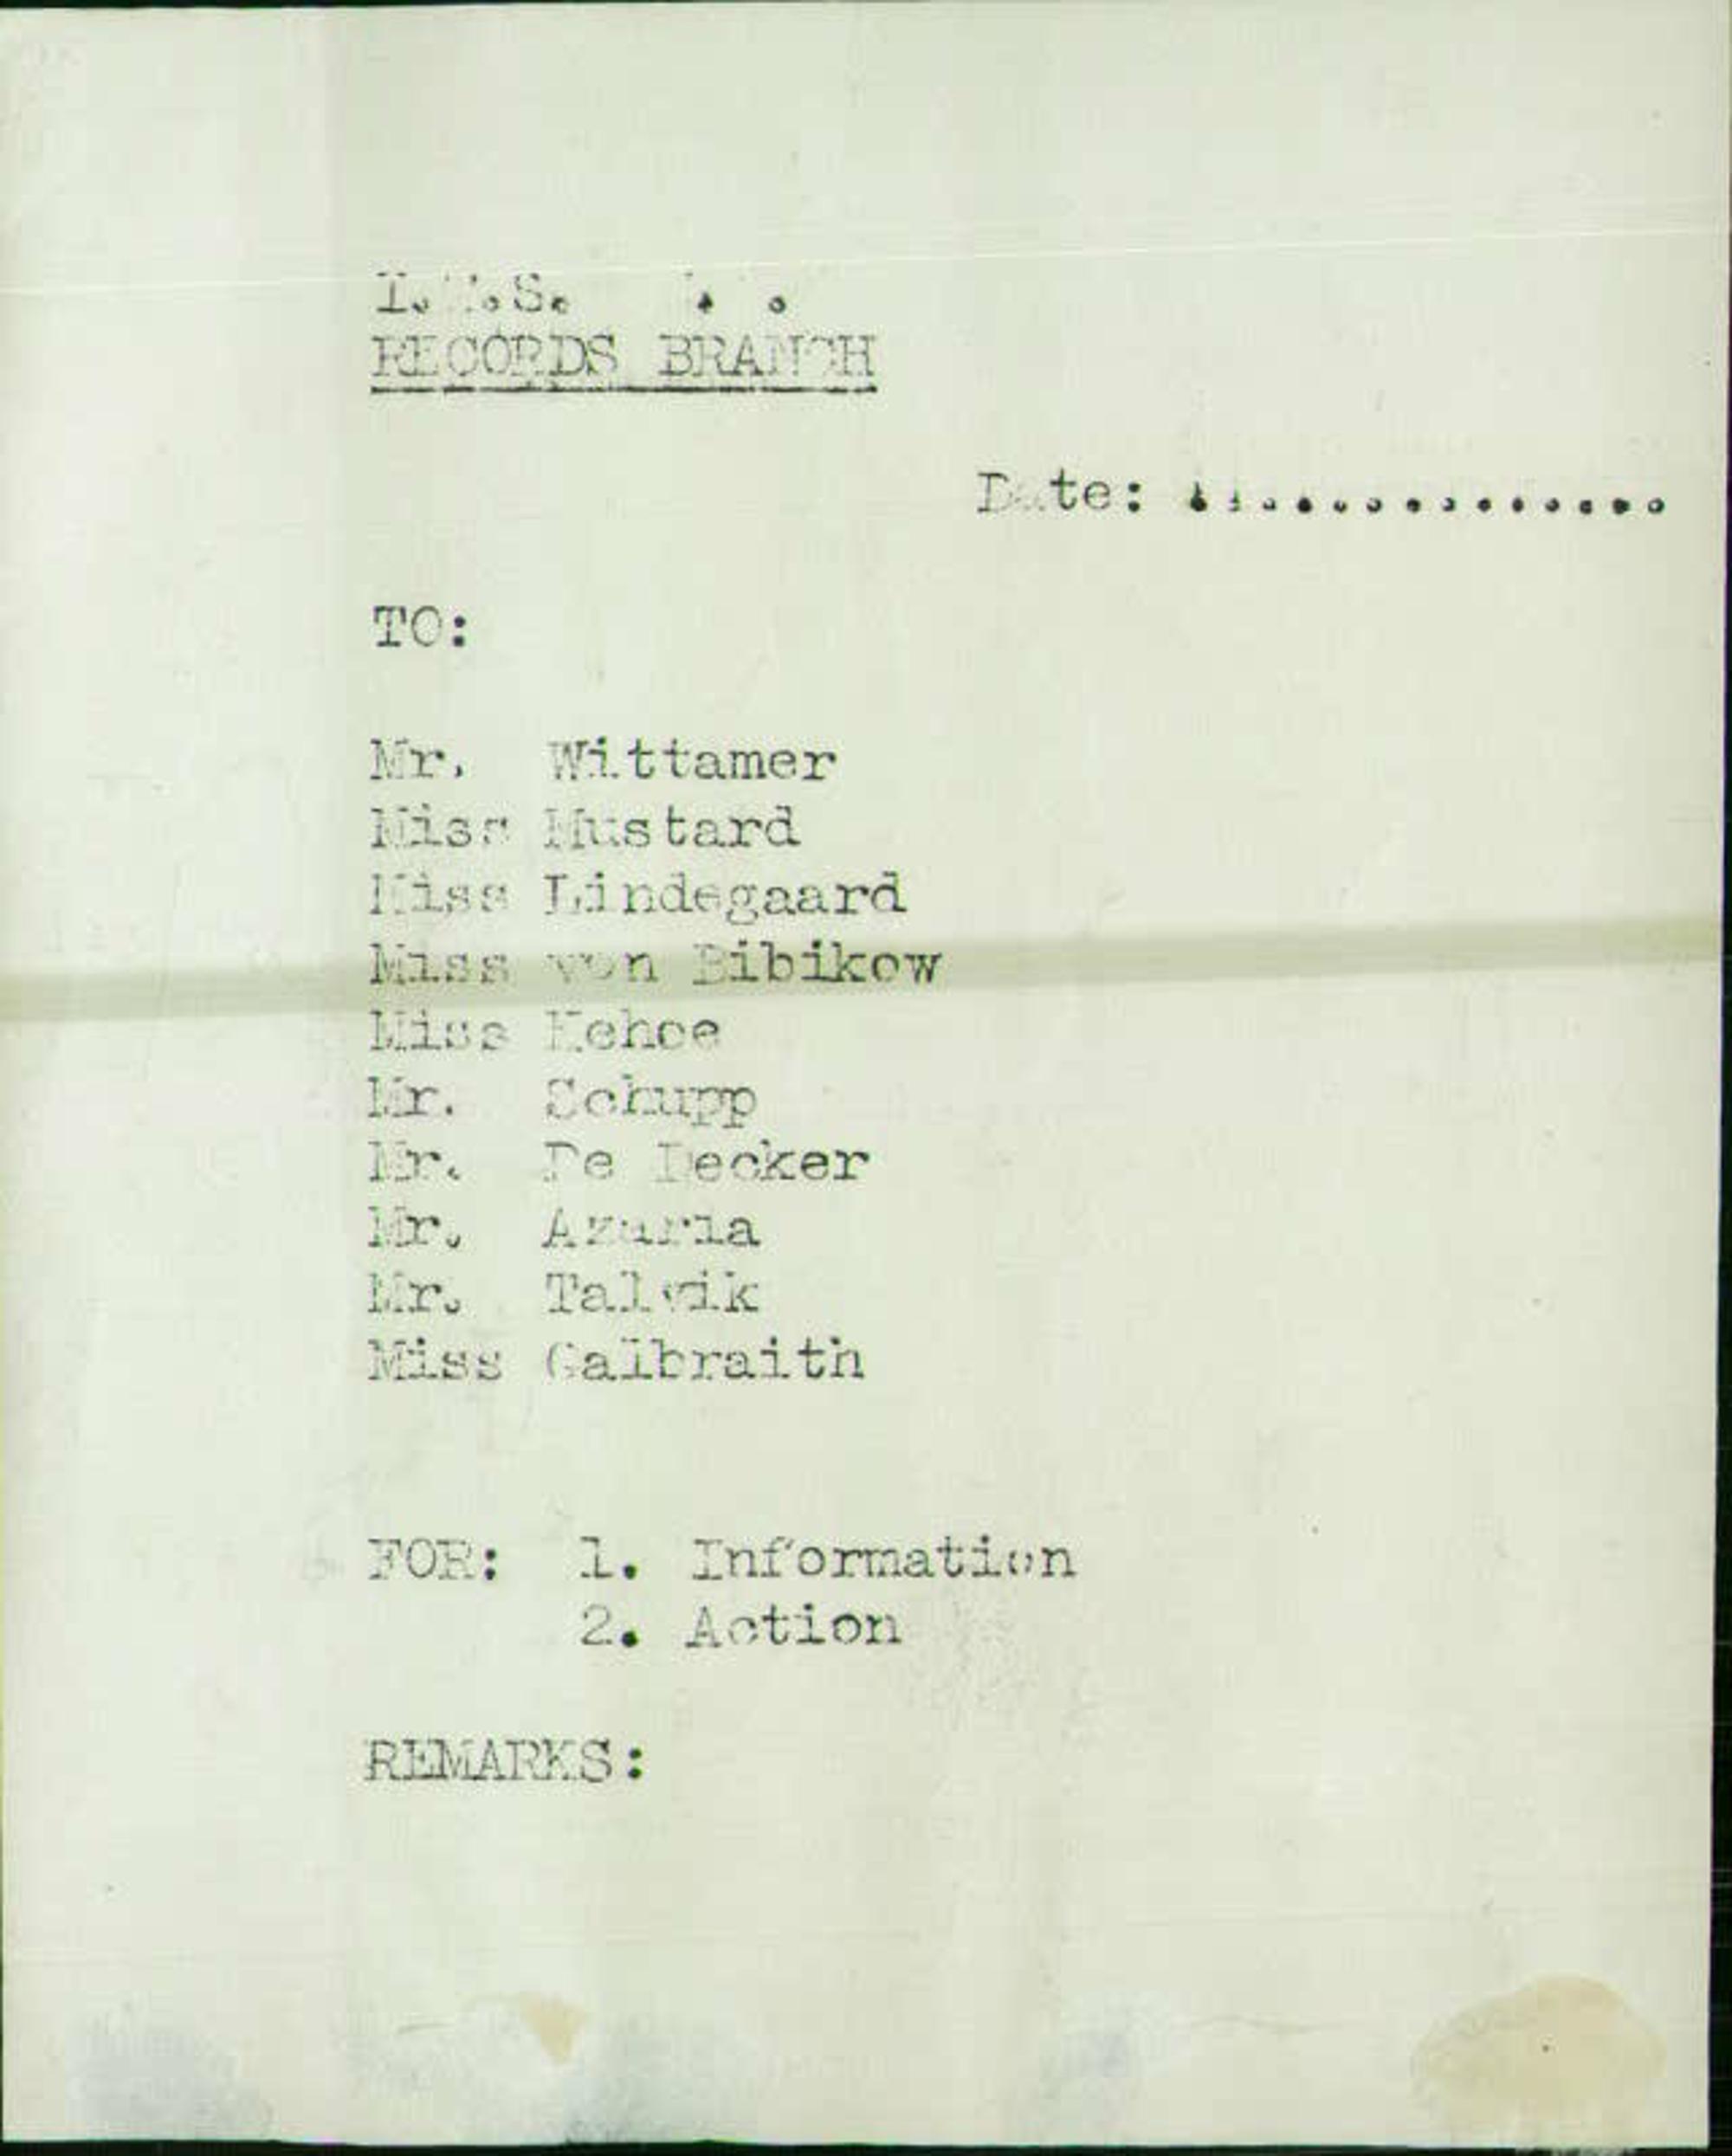 I.T.S.
RECORDS BRANCH
Date: ..............
TO:
Mr. Wittamer
Miss Mustard
Miss Lindegaard
Miss von Bibikow
Miss Kehoe
Mr. Schupp
Mr. De Decker
Mr. Azaria
Mr. Talvik
Miss Galbraith
FOR: 1. Information
2. Action
REMARKS: